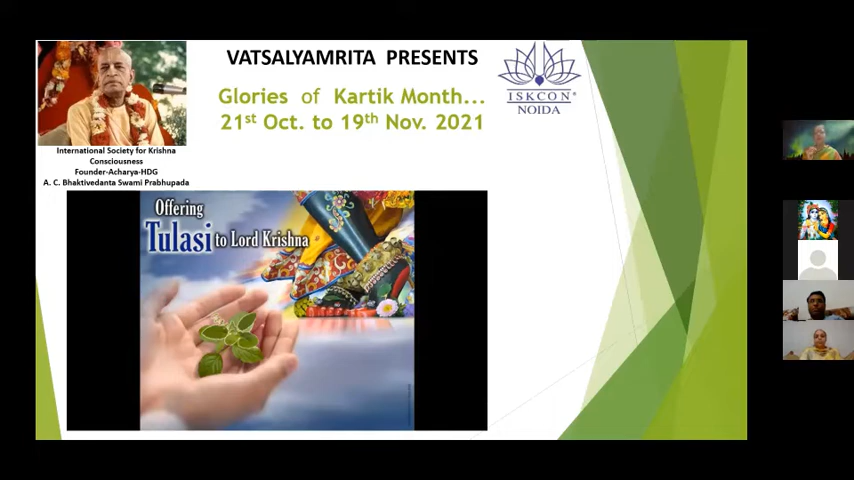 VATSALYAMRITA PRESENTS
Glories of Kartik Month...
21st Oct. to 19th Nov. 2021
ISKCON®
NOIDA
International Society for Krishna
Consciousness
Founder-Acharya-HDG
A. C. Bhaktivedanta Swami Prabhupada
Offering
Tulasi to Lord Krishna